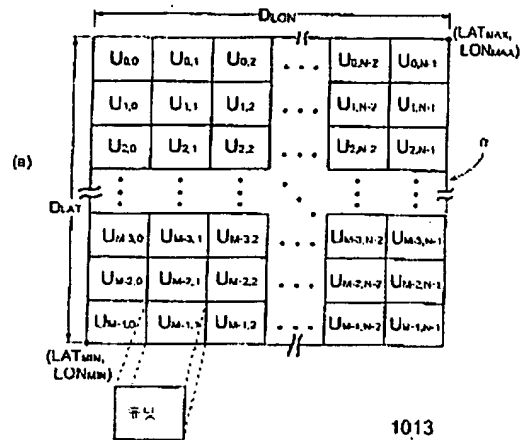 DLON
(LATMAX, LONMAX)
U0,0 U0,1 U0,2 . . . U0,N-2 U0,N-1
U1,0 U1,1 U1,2 U1,N-2 U1,N-1
U2,0 U2,1 U2,2 . . . U2,N-2 U2,N-1
(a)
DLAT
UM-3,0 UM-3,1 UM-3,2 . . . UM-3,N-2 UM-3,N-1
UM-2,0 UM-2,1 UM-2,2 . . . UM-2,N-2 UM-2,N-1
UM-1,0 UM-1,1 UM-1,2 . . . UM-1,N-2 UM-1,N-1
(LATMIN, LONMIN)
유닛
1013